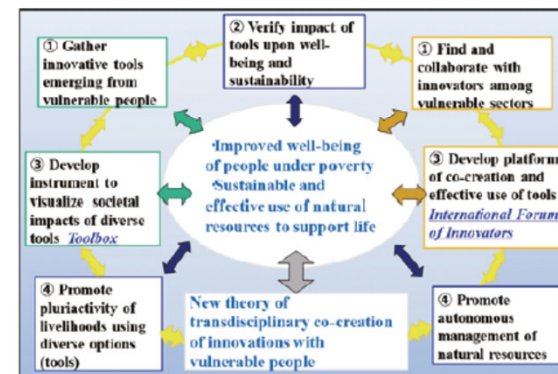 ② Verify impact of
tools upon well-
being and
sustainability
① Gather
innovative tools
emerging from
vulnerable people
① Find and
collaborate with
innovators among
vulnerable sectors
•Improved well-being
of people under poverty
•Sustainable and
effective use of natural
resources to support life
③ Develop
instrument to
visualize societal
impacts of diverse
tools Toolbox
③ Develop platform
of co-creation and
effective use of tools
International Forum
of Innovators
④ Promote
pluriactivity of
livelihoods using
diverse options
(tools)
New theory of
transdisciplinary co-creation
of innovations with
vulnerable people
④ Promote
autonomous
management of
natural resources